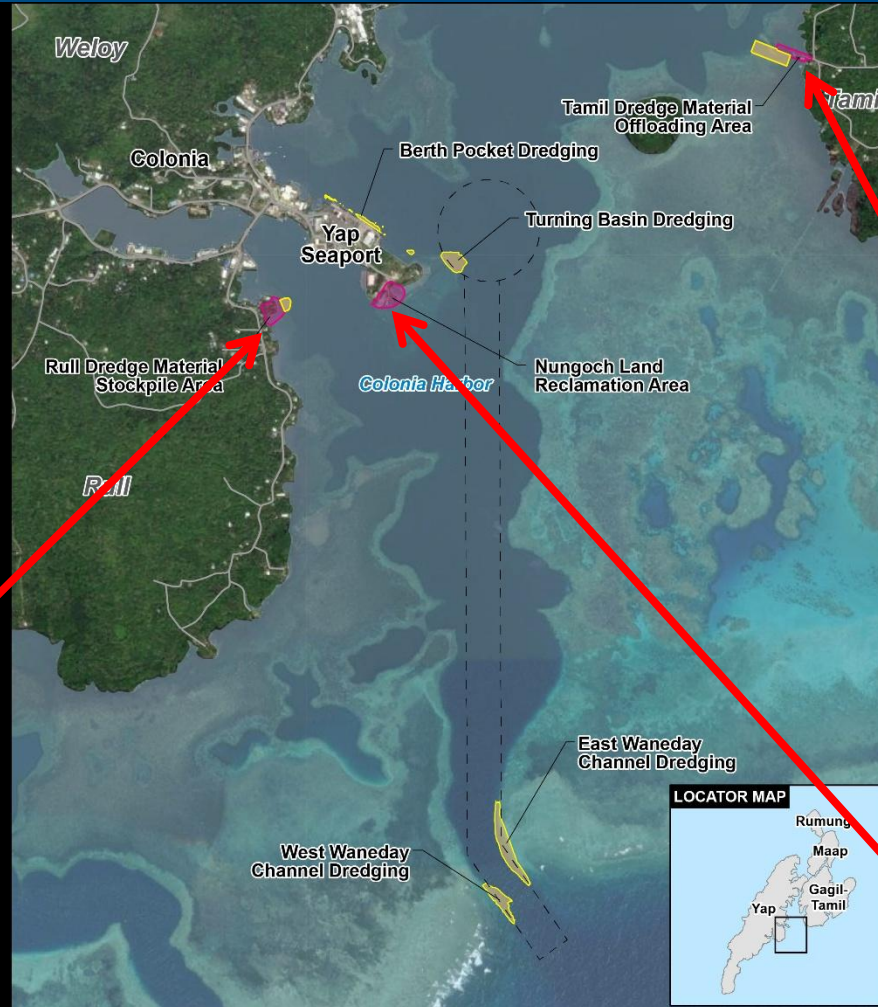 Weloy
Tamil Dredge Material
Offloading Area
Tami
Colonia
Berth Pocket Dredging
Yap
Seaport
Turning Basin Dredging
Rull Dredge Material
Stockpile Area
Colonia Harbor
Nungoch Land
Reclamation Area
Rull
East Waneday
Channel Dredging
West Waneday
Channel Dredging
LOCATOR MAP
Rumung
Maap
Gagil-
Tamil
Yap